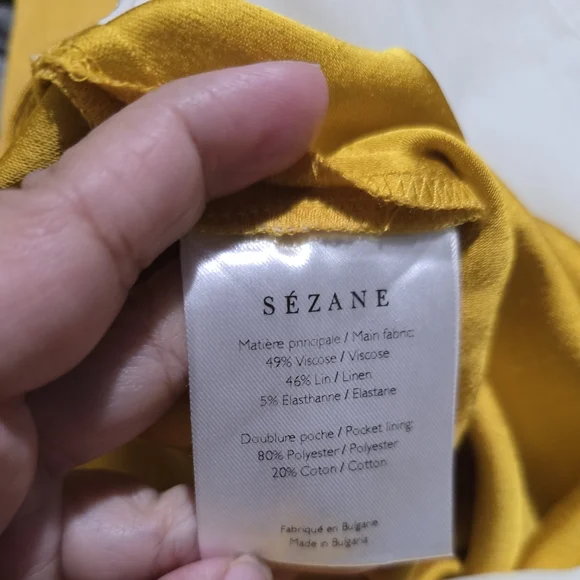 SÉZANE
Matière principale / Main fabric:
49% Viscose / Viscose
46% Lin / Linen
5% Elasthanne / Elastane
Doublure poche / Pocket lining:
80% Polyester / Polyester
20% Coton / Cotton
Fabriqué en Bulgarie
Made in Bulgaria